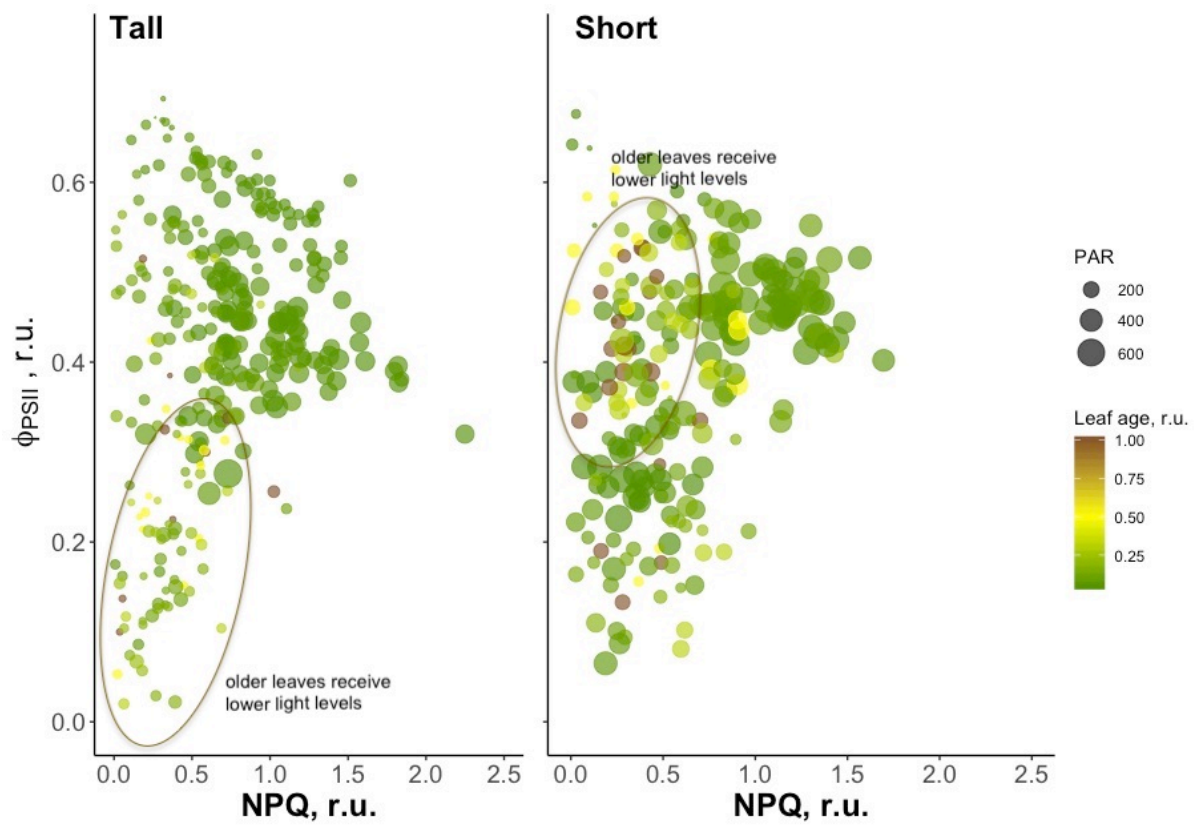 Tall
Short
older leaves receive
lower light levels
older leaves receive
lower light levels
ϕPSII , r.u.
0.6
0.4
0.2
0.0
0.0 0.5 1.0 1.5 2.0 2.5
0.0 0.5 1.0 1.5 2.0 2.5
NPQ, r.u.
NPQ, r.u.
PAR
200
400
600
Leaf age, r.u.
1.00
0.75
0.50
0.25